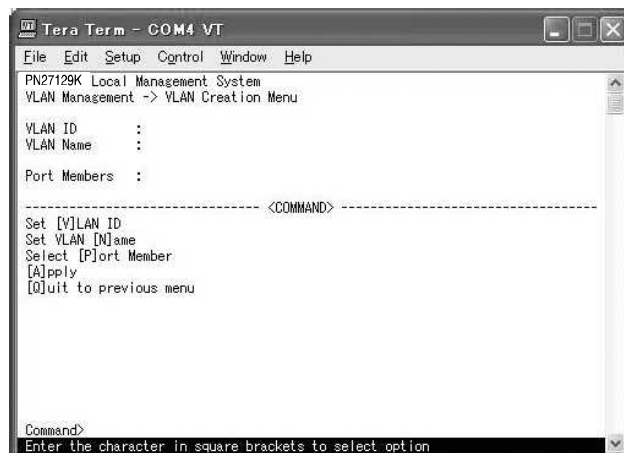 Tera Term - COM4 VT
File Edit Setup Control Window Help
PN27129K Local Management System
VLAN Management -> VLAN Creation Menu
VLAN ID :
VLAN Name :
Port Members :
------------------------------- <COMMAND> ----------------------------------
Set [V]LAN ID
Set VLAN [N]ame
Select [P]ort Member
[A]pply
[Q]uit to previous menu
Command>
Enter the character in square brackets to select option